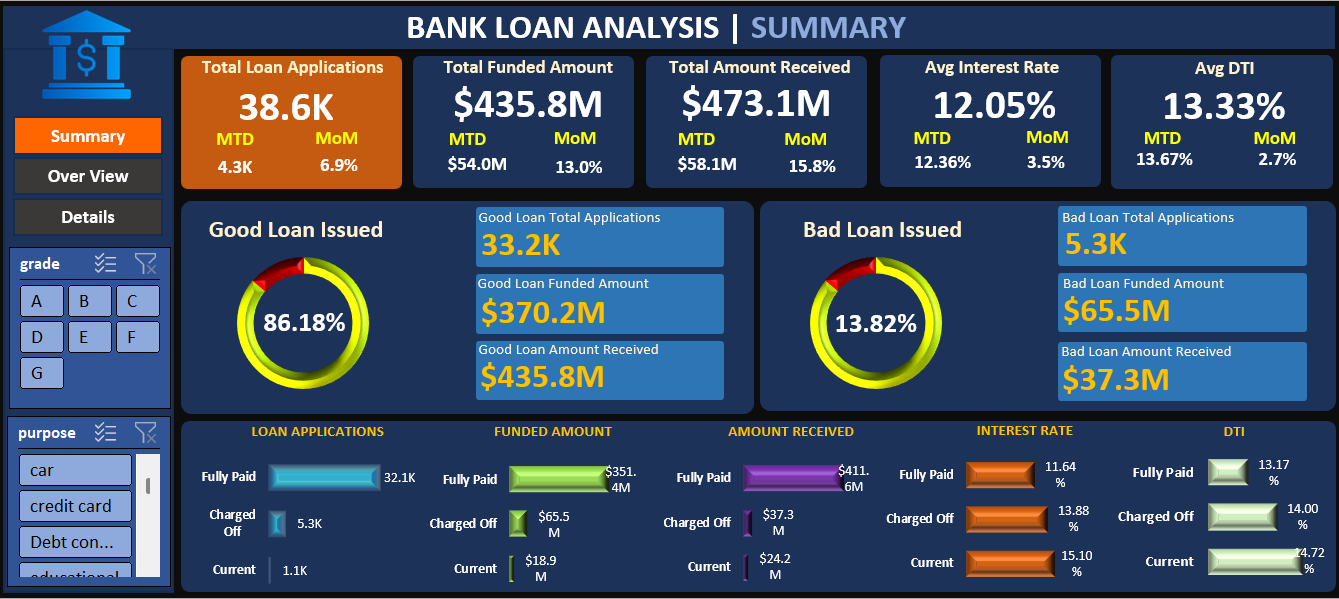 BANK LOAN ANALYSIS | SUMMARY
$
Summary
Over View
Details
grade
A
B
C
D
E
F
G
purpose
car
credit card
Debt con...
educational
Total Loan Applications
38.6K
MTD
MoM
4.3K
6.9%
Total Funded Amount
$435.8M
MTD
MoM
$54.0M
13.0%
Total Amount Received
$473.1M
MTD
MoM
$58.1M
15.8%
Avg Interest Rate
12.05%
MTD
MoM
12.36%
3.5%
Avg DTI
13.33%
MTD
MoM
13.67%
2.7%
Good Loan Issued
86.18%
Good Loan Total Applications
33.2K
Good Loan Funded Amount
$370.2M
Good Loan Amount Received
$435.8M
Bad Loan Issued
13.82%
Bad Loan Total Applications
5.3K
Bad Loan Funded Amount
$65.5M
Bad Loan Amount Received
$37.3M
LOAN APPLICATIONS
Fully Paid
32.1K
Charged
Off
5.3K
Current
1.1K
FUNDED AMOUNT
Fully Paid
$351.
4M
Charged Off
$65.5
M
Current
$18.9
M
AMOUNT RECEIVED
Fully Paid
$411.
6M
Charged Off
$37.3
M
Current
$24.2
M
INTEREST RATE
Fully Paid
11.64
%
Charged Off
13.88
%
Current
15.10
%
DTI
Fully Paid
13.17
%
Charged Off
14.00
%
Current
14.72
%